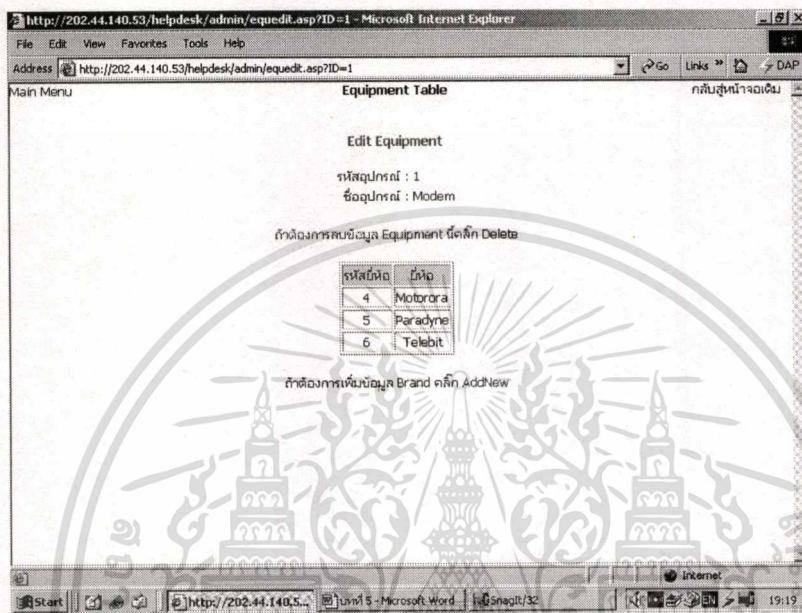 http://202.44.140.53/helpdesk/admin/equedit.asp?ID=1 - Microsoft Internet Explorer
File Edit View Favorites Tools Help
Address http://202.44.140.53/helpdesk/admin/equedit.asp?ID=1 Go Links » DAP
Main Menu Equipment Table กลับสู่หน้าจอเดิม
Edit Equipment
รหัสอุปกรณ์ : 1
ชื่ออุปกรณ์ : Modem
ถ้าต้องการลบข้อมูล Equipment นี้คลิ๊ก Delete
รหัสยี่ห้อ ยี่ห้อ
4 Motorora
5 Paradyne
6 Telebit
ถ้าต้องการเพิ่มข้อมูล Brand คลิ๊ก AddNew
Internet
Start http://202.44.140.5... บทที่ 5 - Microsoft Word SnagIt/32 EN 19:19